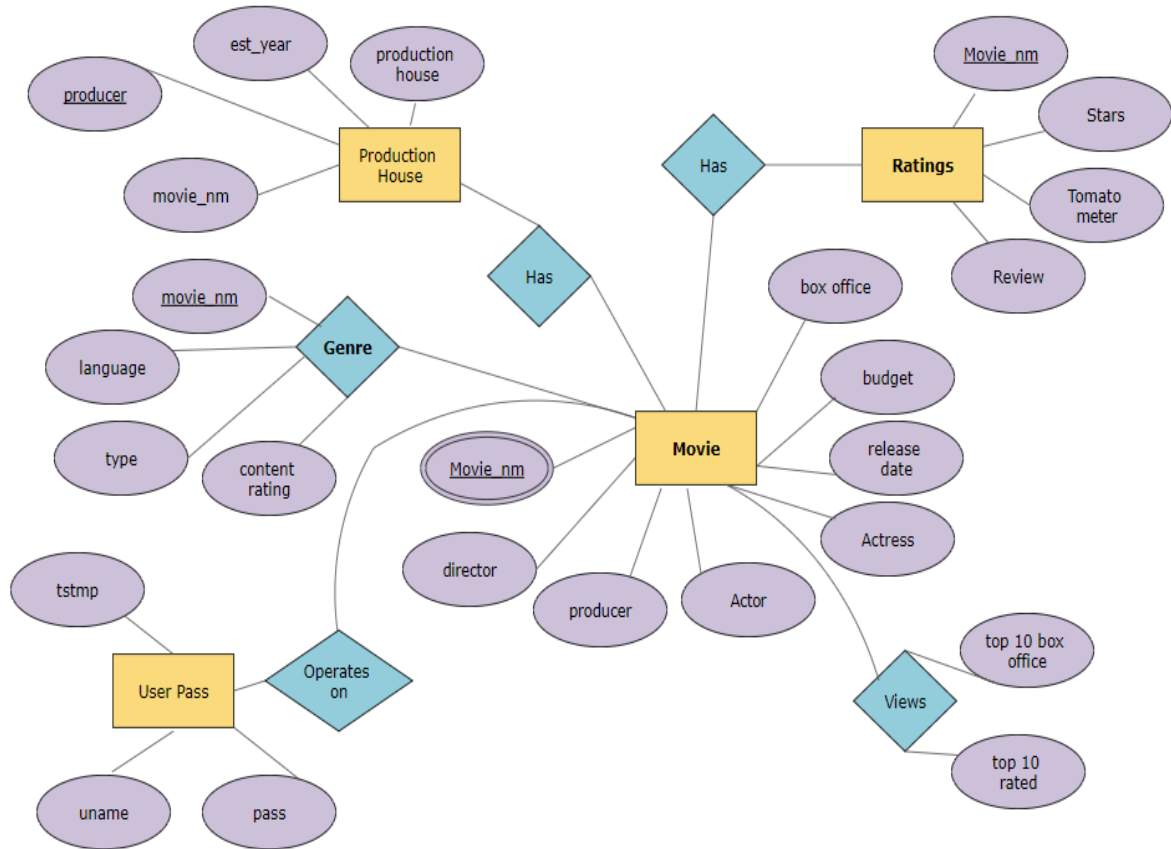 est_year
production
house
producer
Production
House
movie_nm
Movie_nm
Stars
Has
Ratings
Tomato
meter
Review
Has
box office
movie_nm
Genre
language
type
content
rating
budget
Movie
release
date
Movie_nm
Actress
director
producer
Actor
tstmp
User Pass
Operates
on
uname
pass
top 10 box
office
Views
top 10
rated